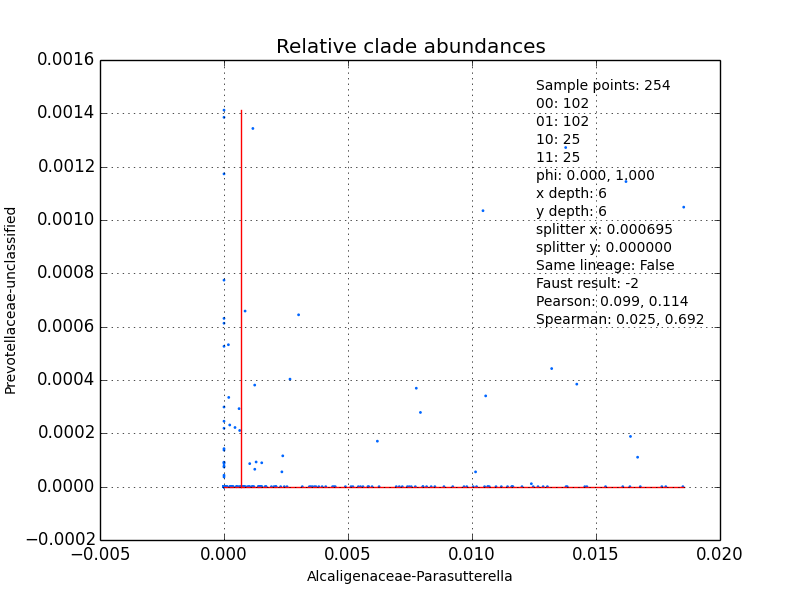 Relative clade abundances
0.0016
0.0014
0.0012
0.0010
0.0008
0.0006
0.0004
0.0002
0.0000
−0.0002
Prevotellaceae-unclassified
Sample points: 254
00: 102
01: 102
10: 25
11: 25
phi: 0.000, 1.000
x depth: 6
y depth: 6
splitter x: 0.000695
splitter y: 0.000000
Same lineage: False
Faust result: -2
Pearson: 0.099, 0.114
Spearman: 0.025, 0.692
−0.005 0.000 0.005 0.010 0.015 0.020
Alcaligenaceae-Parasutterella